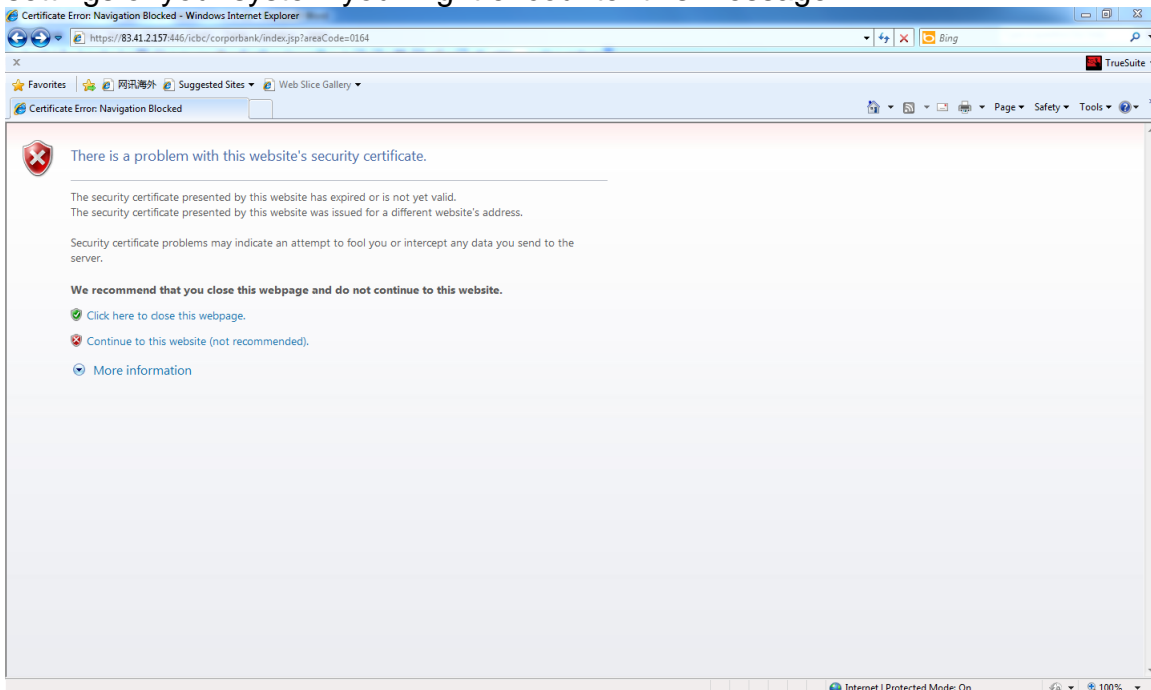 Certificate Error: Navigation Blocked - Windows Internet Explorer
https://83.41.2.157:446/icbc/corporbank/index.jsp?areaCode=0164
Bing
x
TrueSuite
Favorites 网讯海外 Suggested Sites Web Slice Gallery
Certificate Error: Navigation Blocked
Page Safety Tools
There is a problem with this website's security certificate.
The security certificate presented by this website has expired or is not yet valid.
The security certificate presented by this website was issued for a different website's address.
Security certificate problems may indicate an attempt to fool you or intercept any data you send to the
server.
We recommend that you close this webpage and do not continue to this website.
Click here to close this webpage.
Continue to this website (not recommended).
More information
Internet | Protected Mode: On 100%